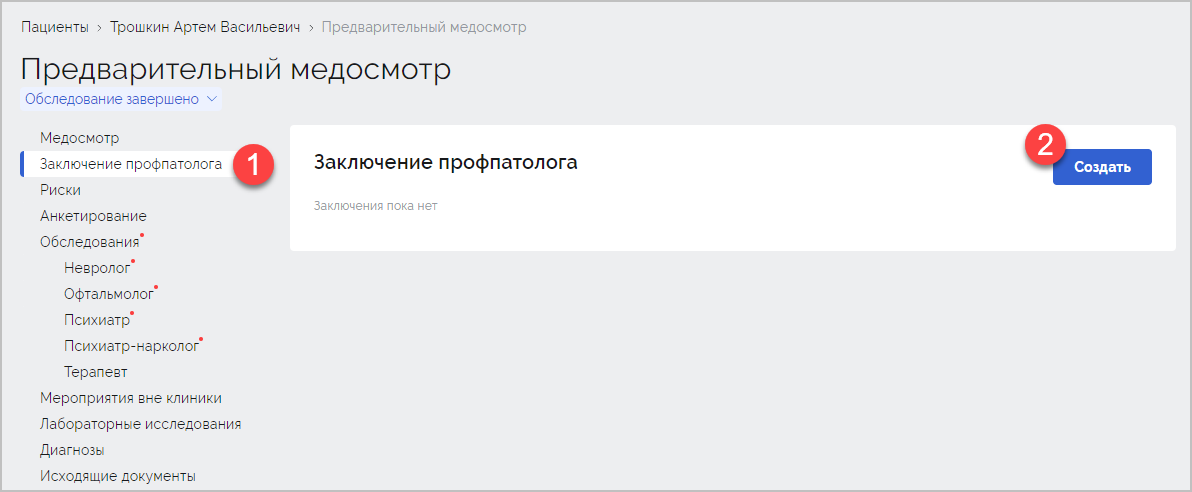 Пациенты > Трошкин Артем Васильевич > Предварительный медосмотр
Предварительный медосмотр
Обследование завершено
Медосмотр
Заключение профпатолога
1
Риски
Анкетирование
Обследования
Невролог
Офтальмолог
Психиатр
Психиатр-нарколог
Терапевт
Мероприятия вне клиники
Лабораторные исследования
Диагнозы
Исходящие документы
Заключение профпатолога
2
Создать
Заключения пока нет